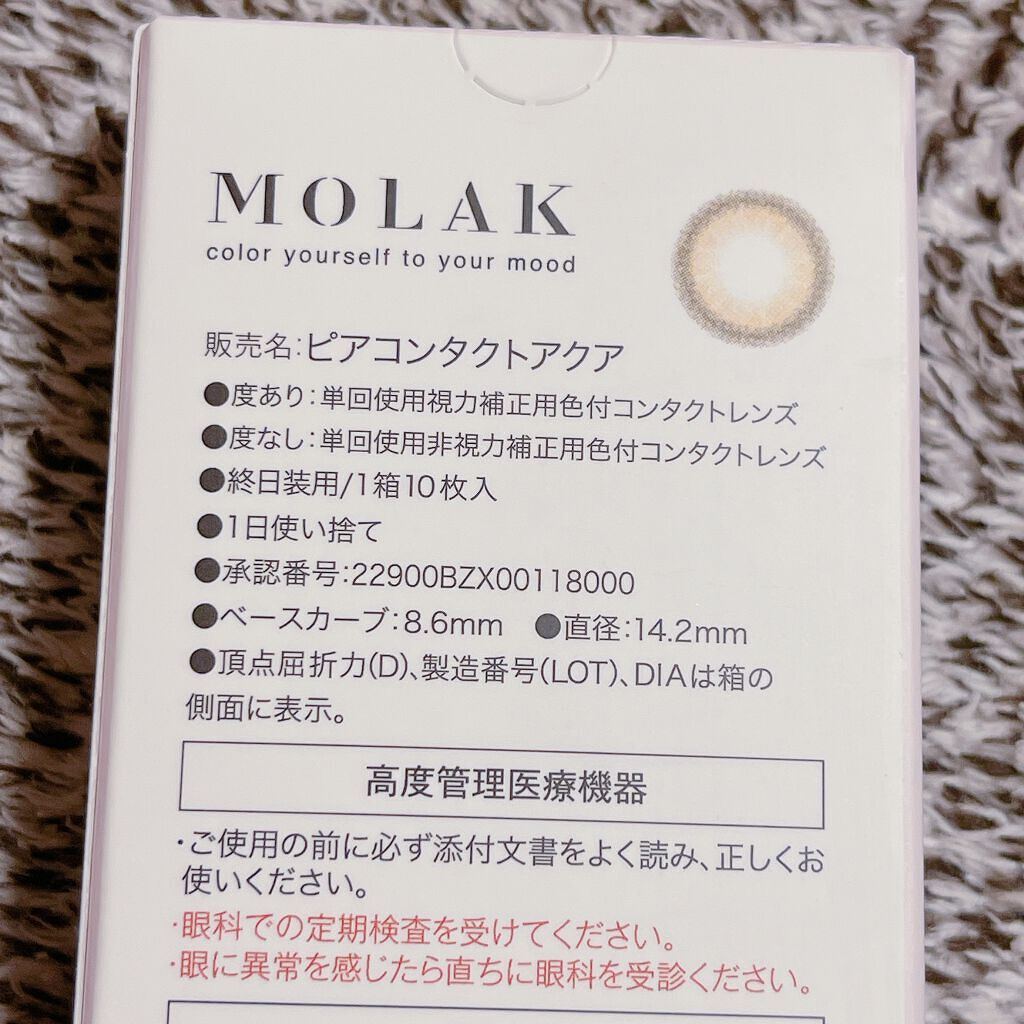 MOLAK
color yourself to your mood
販売名:ピアコンタクトアクア
●度あり:単回使用視力補正用色付コンタクトレンズ
●度なし:単回使用非視力補正用色付コンタクトレンズ
●終日装用/1箱10枚入
●1日使い捨て
●承認番号:22900BZX00118000
●ベースカーブ:8.6mm ●直径:14.2mm
●頂点屈折力(D)、製造番号(LOT)、DIAは箱の
側面に表示。
高度管理医療機器
・ご使用の前に必ず添付文書をよく読み、正しくお
使いください。
・眼科での定期検査を受けてください。
・眼に異常を感じたら直ちに眼科を受診ください。